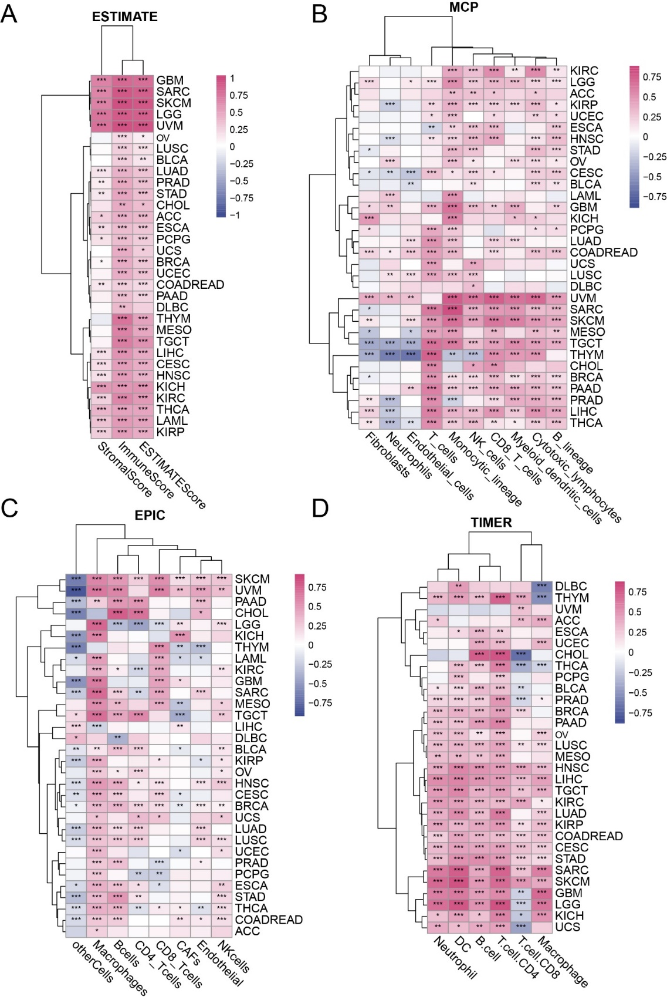 A
ESTIMATE
GBM
SARC
SKCM
LGG
UVM
OV
LUSC
BLCA
LUAD
PRAD
STAD
CHOL
ACC
ESCA
PCPG
UCS
BRCA
UCEC
COADREAD
PAAD
DLBC
THYM
MESO
TGCT
LIHC
CESC
HNSC
KICH
KIRC
THCA
LAML
KIRP
1
0.75
0.5
0.25
0
−0.25
−0.5
−0.75
−1
StromalScore
ImmuneScore
ESTIMATEScore
B
MCP
KIRC
LGG
ACC
KIRP
UCEC
ESCA
HNSC
STAD
OV
CESC
BLCA
LAML
GBM
KICH
PCPG
LUAD
COADREAD
UCS
LUSC
DLBC
UVM
SARC
SKCM
MESO
TGCT
THYM
CHOL
BRCA
PAAD
PRAD
LIHC
THCA
0.75
0.5
0.25
0
−0.25
−0.5
−0.75
Fibroblasts
Neutrophils
Endothelial_cells
T_cells
Monocytic_lineage
NK_cells
CD8_T_cells
Myeloid_dendritic_cells
Cytotoxic_lymphocytes
B_lineage
C
EPIC
SKCM
UVM
PAAD
CHOL
LGG
KICH
THYM
LAML
KIRC
GBM
SARC
MESO
TGCT
LIHC
DLBC
BLCA
KIRP
OV
HNSC
CESC
BRCA
UCS
LUAD
LUSC
UCEC
PRAD
PCPG
ESCA
STAD
THCA
COADREAD
ACC
0.75
0.5
0.25
0
−0.25
−0.5
−0.75
otherCells
Macrophages
Bcells
CD4_Tcells
CD8_Tcells
CAFs
Endothelial
NKcells
D
TIMER
DLBC
THYM
UVM
ACC
ESCA
UCEC
CHOL
THCA
PCPG
BLCA
PRAD
BRCA
PAAD
OV
LUSC
MESO
HNSC
LIHC
TGCT
KIRC
LUAD
KIRP
COADREAD
CESC
STAD
SARC
SKCM
GBM
LGG
KICH
UCS
0.75
0.5
0.25
0
−0.25
−0.5
−0.75
Neutrophil
DC
B.cell
T.cell.CD4
T.cell.CD8
Macrophage